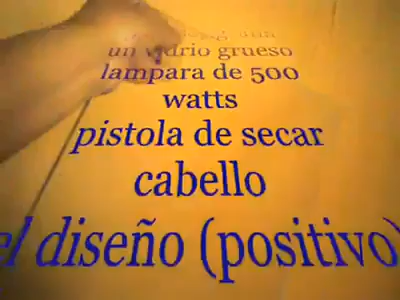 un vidrio grueso
lampara de 500
watts
pistola de secar
cabello
el diseño (positivo)